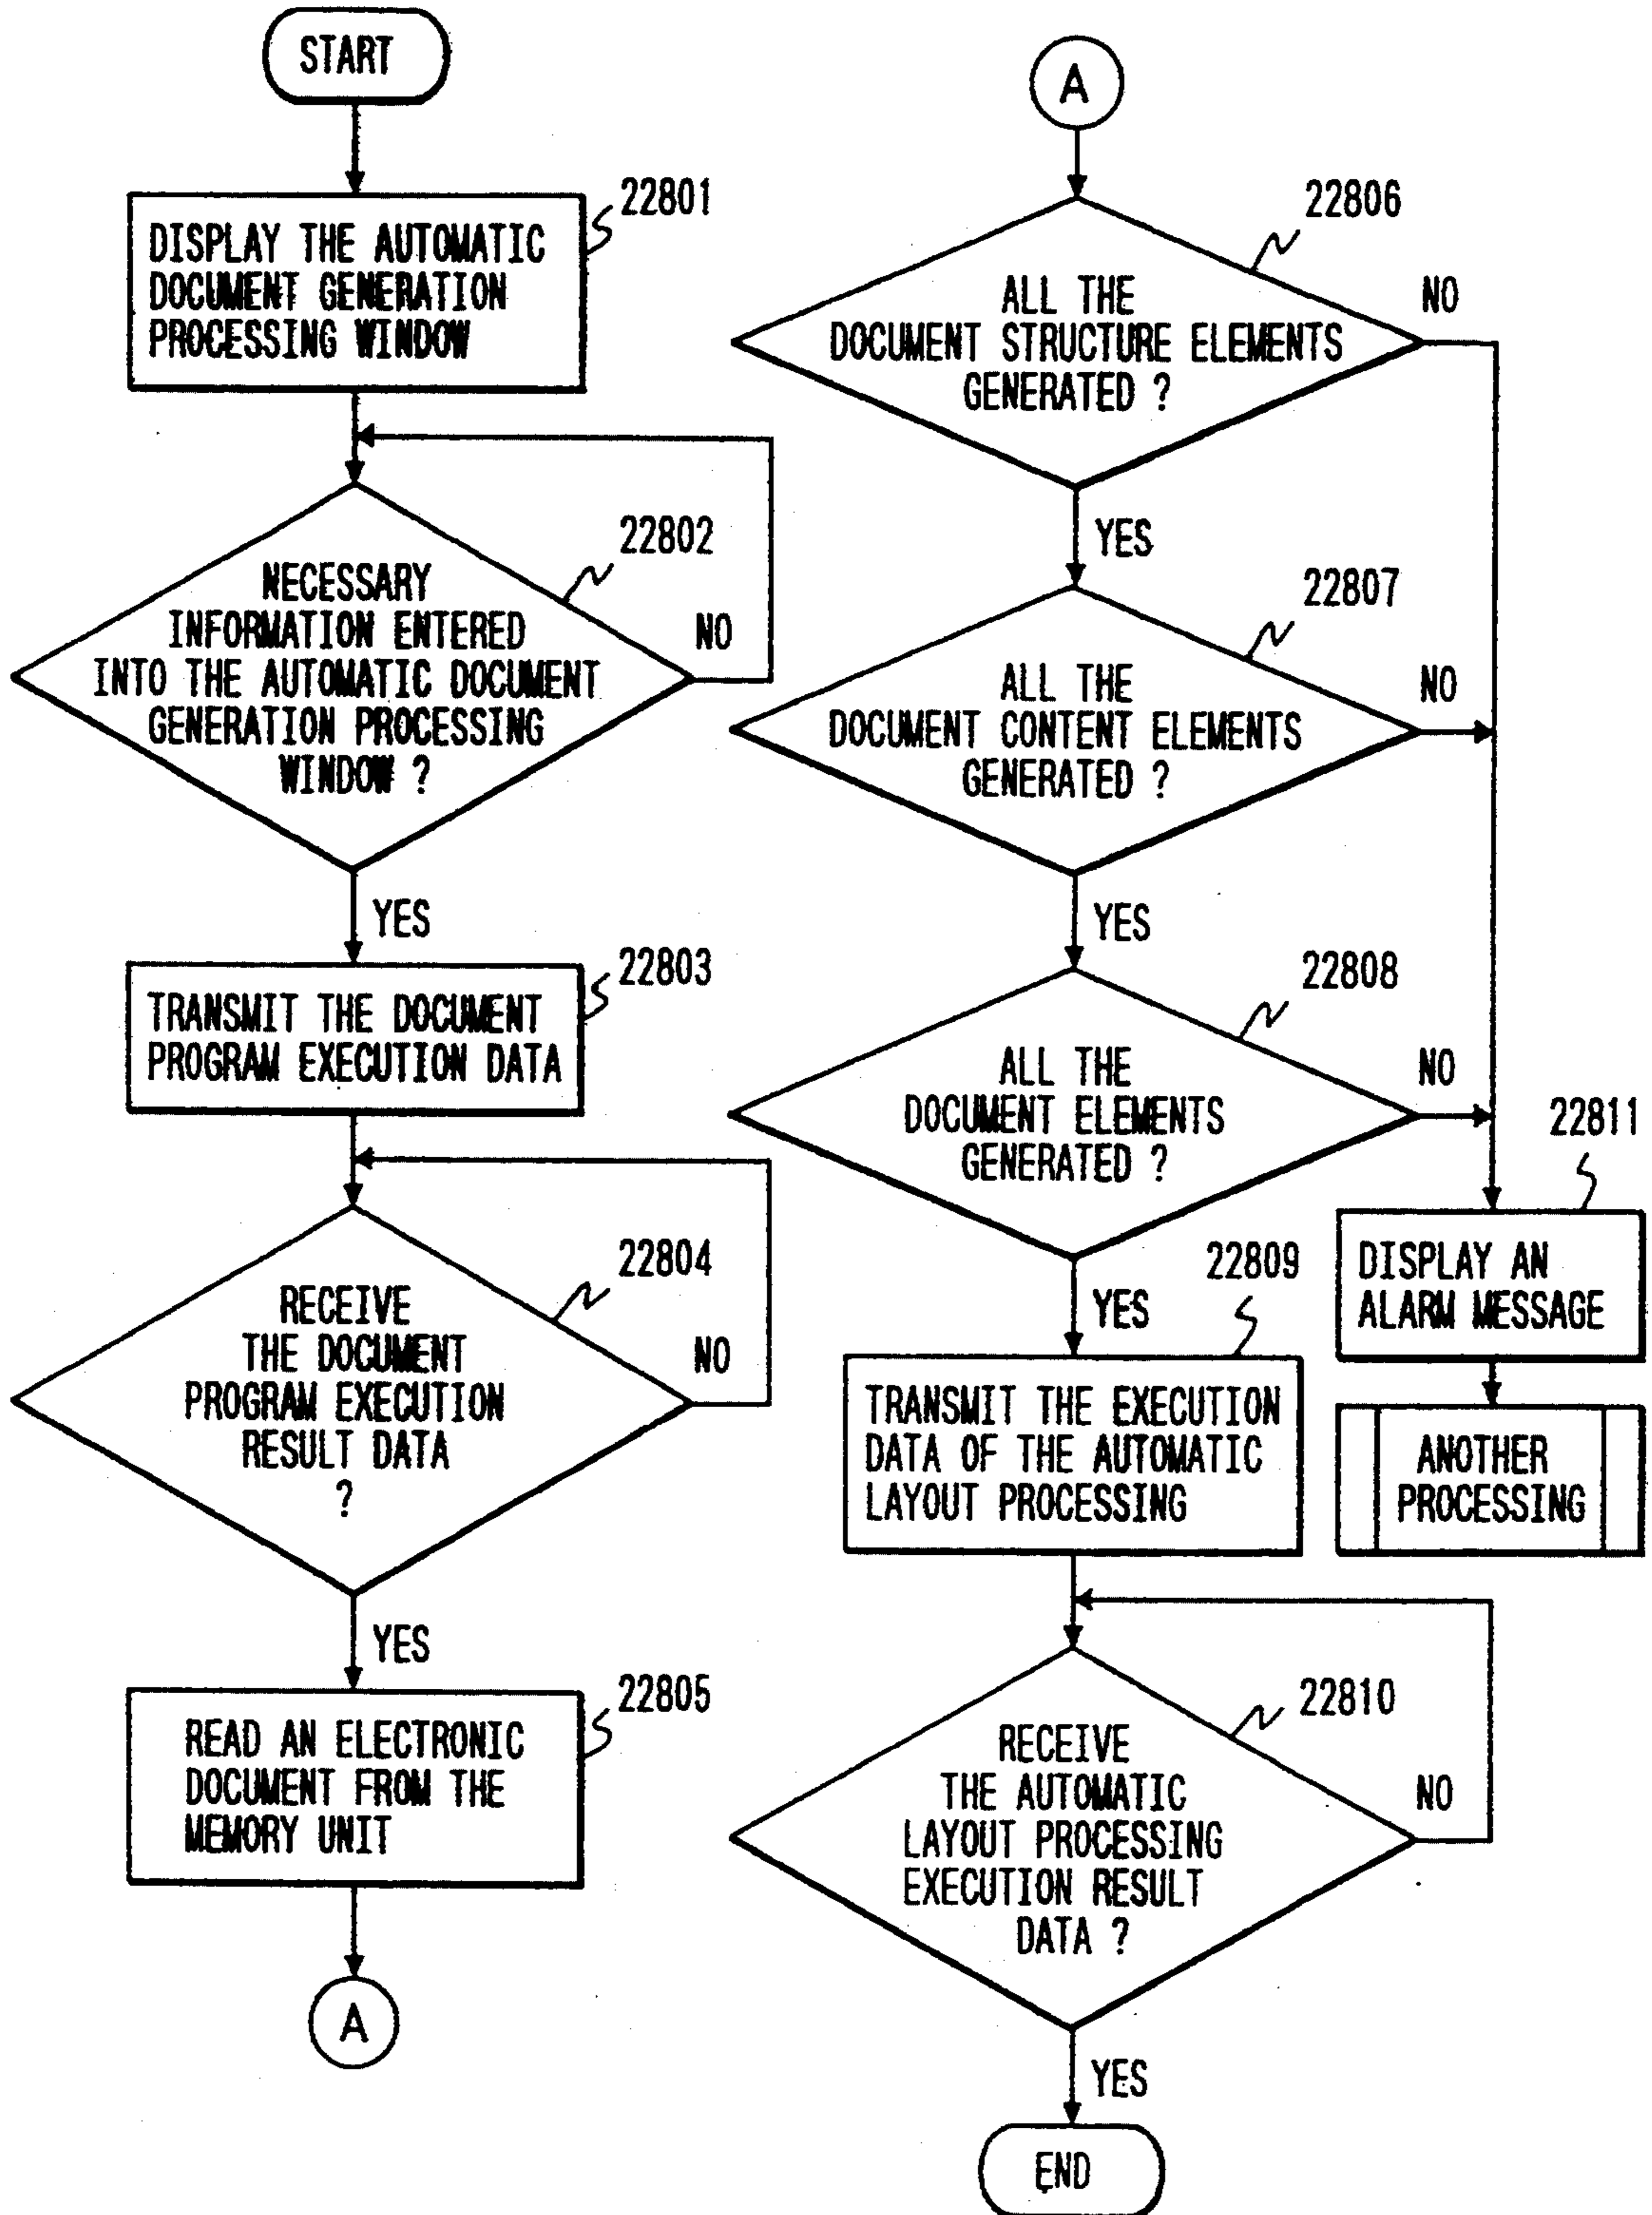 START
22801
DISPLAY THE AUTOMATIC
DOCUMENT GENERATION
PROCESSING WINDOW
22802
NECESSARY
INFORMATION ENTERED
INTO THE AUTOMATIC DOCUMENT
GENERATION PROCESSING
WINDOW ?
NO
YES
22803
TRANSMIT THE DOCUMENT
PROGRAM EXECUTION DATA
22804
RECEIVE
THE DOCUMENT
PROGRAM EXECUTION
RESULT DATA
?
NO
YES
22805
READ AN ELECTRONIC
DOCUMENT FROM THE
MEMORY UNIT
A
A
22806
ALL THE
DOCUMENT STRUCTURE ELEMENTS
GENERATED ?
NO
YES
22807
ALL THE
DOCUMENT CONTENT ELEMENTS
GENERATED ?
NO
YES
22808
ALL THE
DOCUMENT ELEMENTS
GENERATED ?
NO
YES
22811
DISPLAY AN
ALARM MESSAGE
ANOTHER
PROCESSING
22809
TRANSMIT THE EXECUTION
DATA OF THE AUTOMATIC
LAYOUT PROCESSING
22810
RECEIVE
THE AUTOMATIC
LAYOUT PROCESSING
EXECUTION RESULT
DATA ?
NO
YES
END